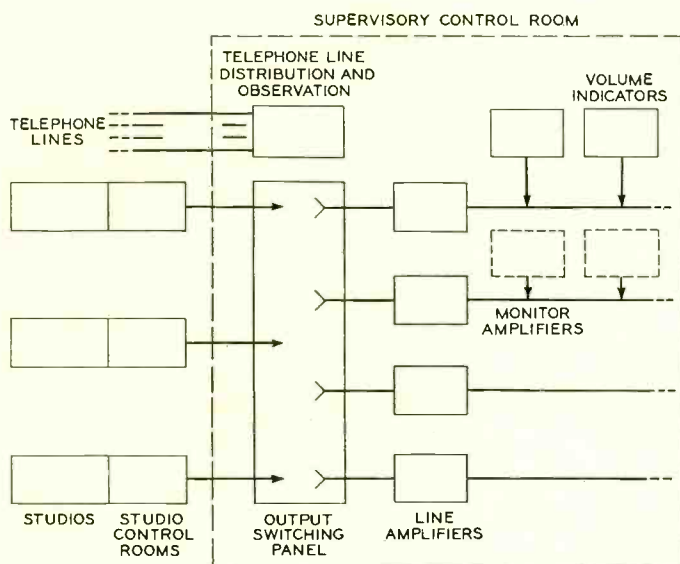 SUPERVISORY CONTROL ROOM
TELEPHONE LINE
DISTRIBUTION AND
OBSERVATION
VOLUME
INDICATORS
TELEPHONE
LINES
MONITOR
AMPLIFIERS
STUDIOS
STUDIO
CONTROL
ROOMS
OUTPUT
SWITCHING
PANEL
LINE
AMPLIFIERS